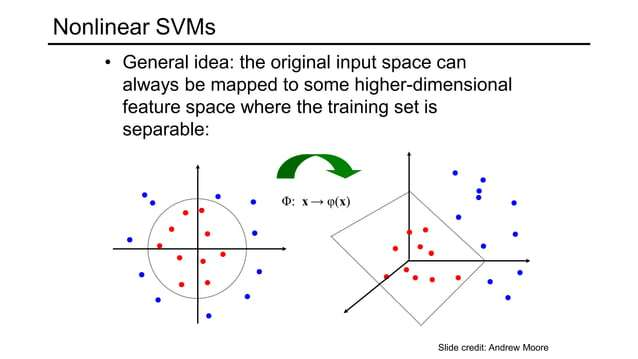 Nonlinear SVMs
• General idea: the original input space can
always be mapped to some higher-dimensional
feature space where the training set is
separable:
Φ: x → φ(x)
Slide credit: Andrew Moore